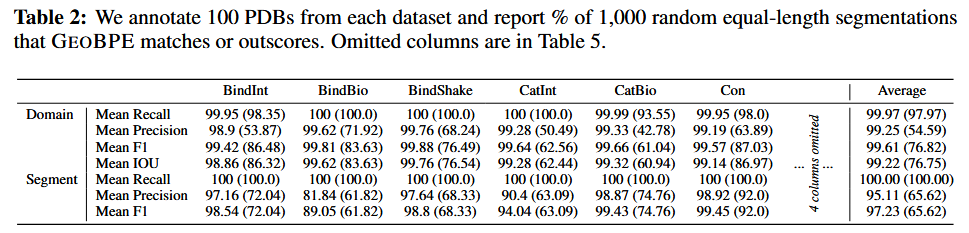 Table 2: We annotate 100 PDBs from each dataset and report % of 1,000 random equal-length segmentations
that GEOBPE matches or outscores. Omitted columns are in Table 5.
BindInt BindBio BindShake CatInt CatBio Con Average
Domain Mean Recall 99.95 (98.35) 100 (100.0) 100 (100.0) 100 (100.0) 99.99 (93.55) 99.95 (98.0) 99.97 (97.97)
Mean Precision 98.9 (53.87) 99.62 (71.92) 99.76 (68.24) 99.28 (50.49) 99.33 (42.78) 99.19 (63.89) 99.25 (54.59)
Mean F1 99.42 (86.48) 99.81 (83.63) 99.88 (76.49) 99.64 (62.56) 99.66 (61.04) 99.57 (87.03) 99.61 (76.82)
Mean IOU 98.86 (86.32) 99.62 (83.63) 99.76 (76.54) 99.28 (62.44) 99.32 (60.94) 99.14 (86.97) ... ... 99.22 (76.75)
Segment Mean Recall 100 (100.0) 100 (100.0) 100 (100.0) 100 (100.0) 100 (100.0) 100 (100.0) 100.00 (100.00)
Mean Precision 97.16 (72.04) 81.84 (61.82) 97.64 (68.33) 90.4 (63.09) 98.87 (74.76) 98.92 (92.0) 95.11 (65.62)
Mean F1 98.54 (72.04) 89.05 (61.82) 98.8 (68.33) 94.04 (63.09) 99.43 (74.76) 99.45 (92.0) 97.23 (65.62)
4 columns omitted